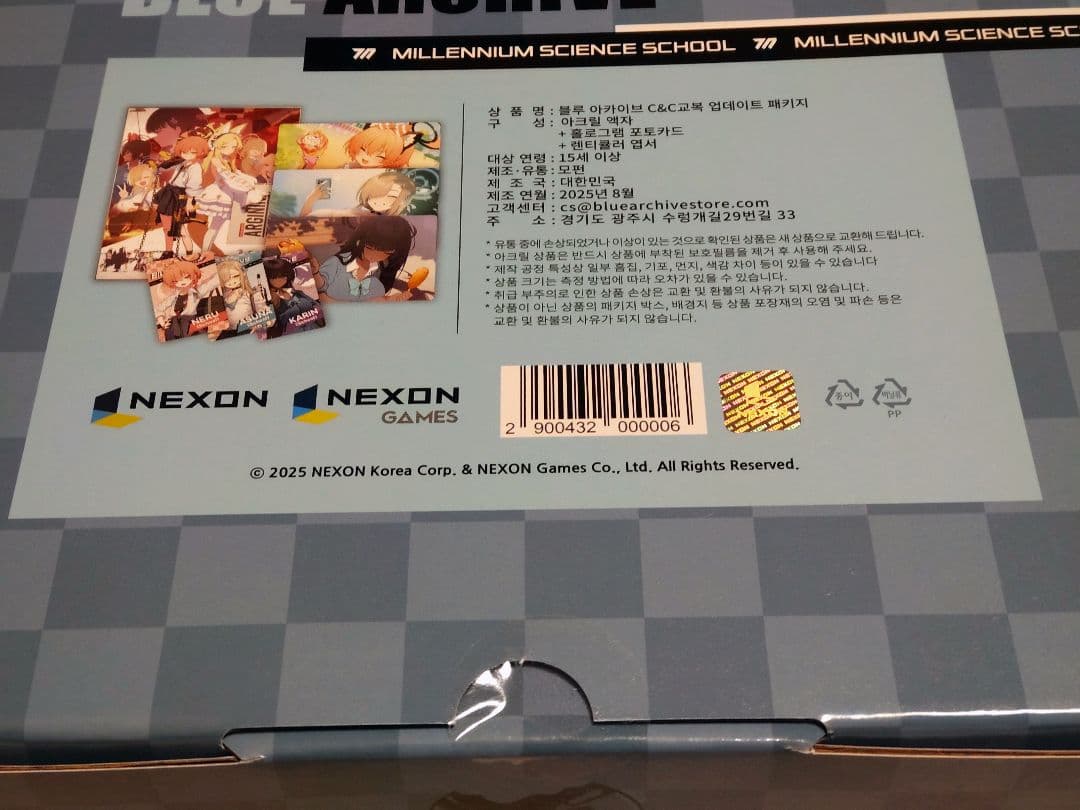 BLUE ARCHIVE
MILLENNIUM SCIENCE SCHOOL MILLENNIUM SCIENCE SC
상 품 명 : 블루 아카이브 C&C교복 업데이트 패키지
구 성 : 아크릴 액자
+ 홀로그램 포토카드
+ 렌티큘러 엽서
대상 연령 : 15세 이상
제조·유통 : 모펀
제 조 국 : 대한민국
제조 연월 : 2025년 8월
고객센터 : cs@bluearchivestore.com
주 소 : 경기도 광주시 수렁개길29번길 33
* 유통 중에 손상되었거나 이상이 있는 것으로 확인된 상품은 새 상품으로 교환해 드립니다.
* 아크릴 상품은 반드시 상품에 부착된 보호필름을 제거 후 사용해 주세요.
* 제작 공정 특성상 일부 흠집, 기포, 먼지, 색감 차이 등이 있을 수 있습니다
* 상품 크기는 측정 방법에 따라 오차가 있을 수 있습니다.
* 취급 부주의로 인한 상품 손상은 교환 및 환불의 사유가 되지 않습니다.
* 상품이 아닌 상품의 패키지 박스, 배경지 등 상품 포장재의 오염 및 파손 등은
교환 및 환불의 사유가 되지 않습니다.
NERU
ASUNA
KARIN
NEXON
NEXON
GAMES
2 900432 000006
NEXON
종이
비닐류
PP
© 2025 NEXON Korea Corp. & NEXON Games Co., Ltd. All Rights Reserved.